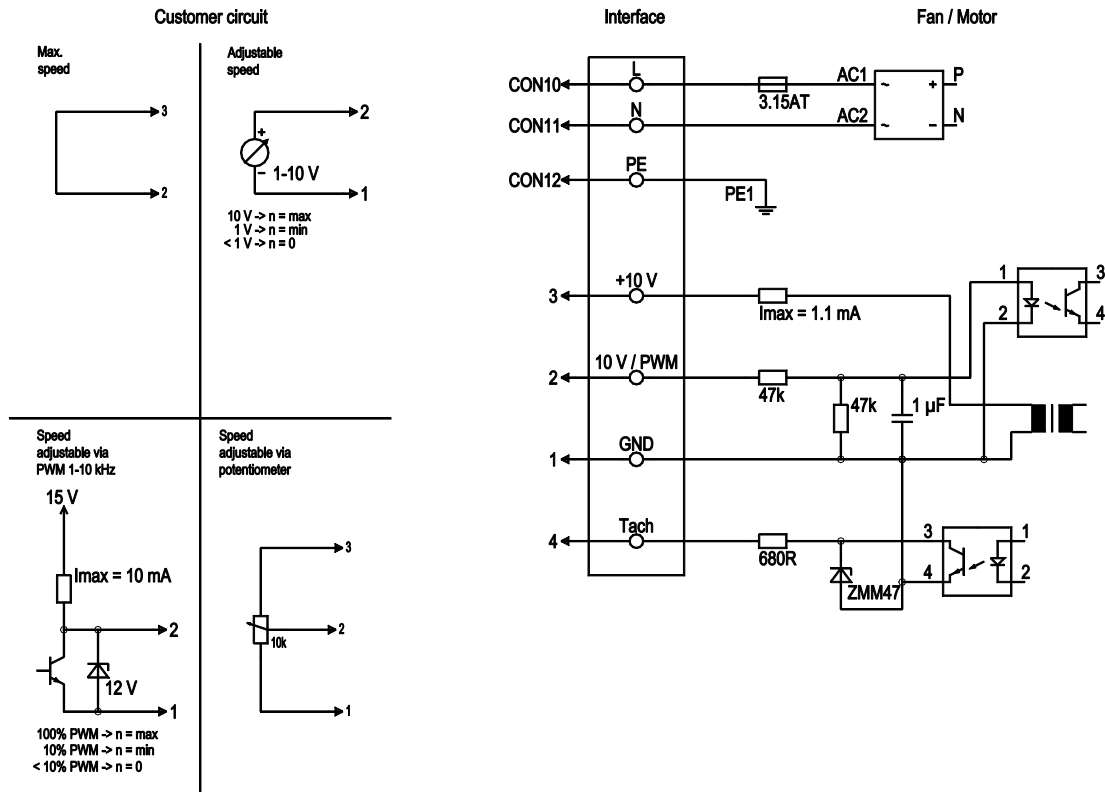 Customer circuit
Interface
Fan / Motor
Max.
speed
3
2
Adjustable
speed
2
+
1-10 V
−
1
10 V -> n = max
1 V -> n = min
< 1 V -> n = 0
Speed
adjustable via
PWM 1-10 kHz
15 V
Imax = 10 mA
2
12 V
1
100% PWM -> n = max
10% PWM -> n = min
< 10% PWM -> n = 0
Speed
adjustable via
potentiometer
3
2
10k
1
CON10
L
3.15AT
AC1
~
+
P
CON11
N
AC2
~
−
N
CON12
PE
PE1
3
+10 V
Imax = 1.1 mA
1
3
2
4
2
10 V / PWM
47k
47k
1 µF
1
GND
4
Tach
680R
ZMM47
3
1
4
2